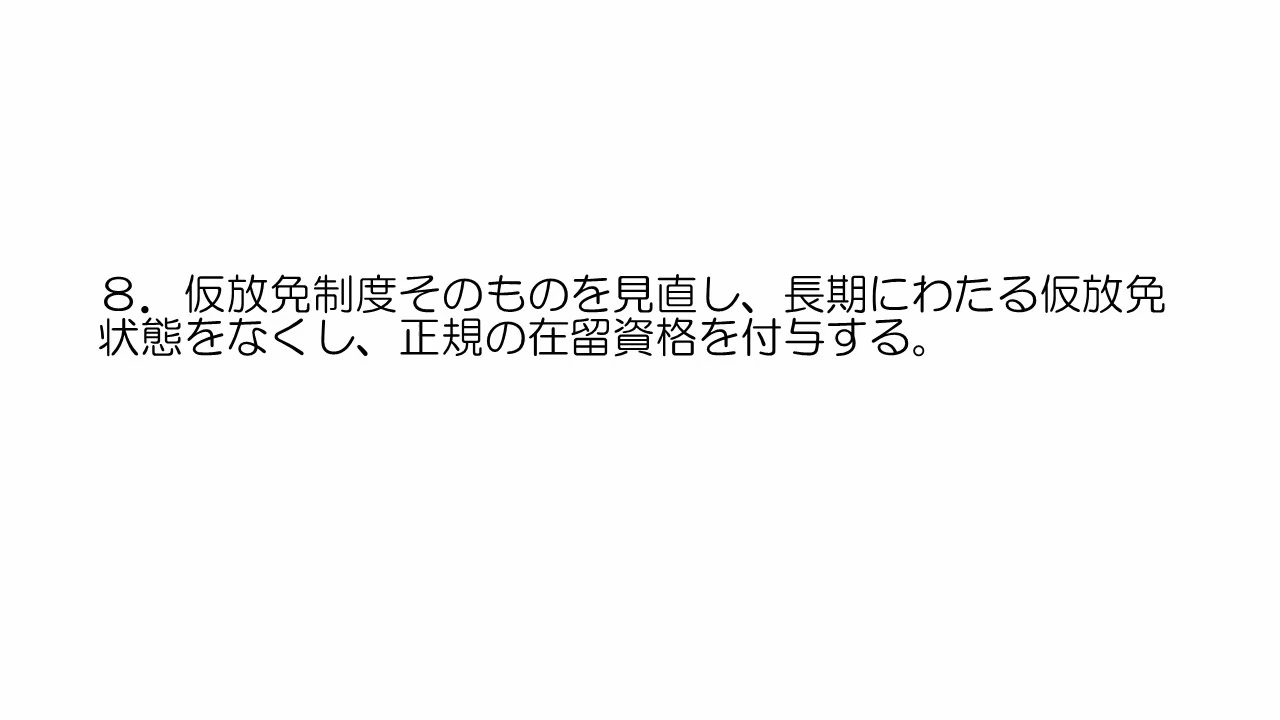 ８．仮放免制度そのものを見直し、長期にわたる仮放免
状態をなくし、正規の在留資格を付与する。